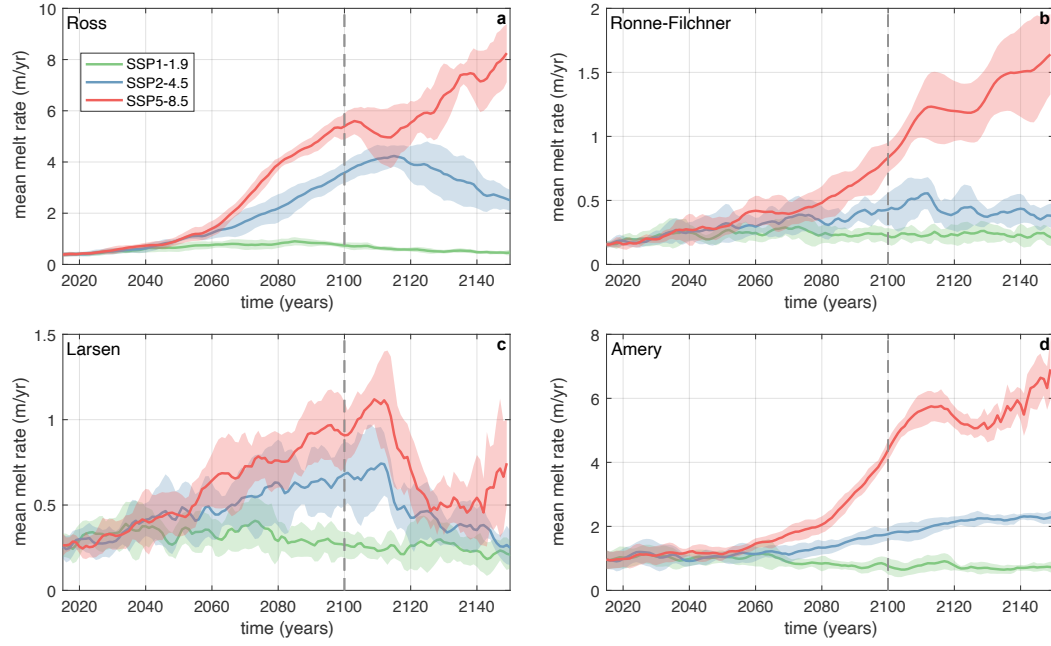 Ross
a
mean melt rate (m/yr)
10
8
6
4
2
0
SSP1-1.9
SSP2-4.5
SSP5-8.5
2020 2040 2060 2080 2100 2120 2140
time (years)
Ronne-Filchner
b
mean melt rate (m/yr)
2
1.5
1
0.5
0
2020 2040 2060 2080 2100 2120 2140
time (years)
Larsen
c
mean melt rate (m/yr)
1.5
1
0.5
0
2020 2040 2060 2080 2100 2120 2140
time (years)
Amery
d
mean melt rate (m/yr)
8
6
4
2
0
2020 2040 2060 2080 2100 2120 2140
time (years)